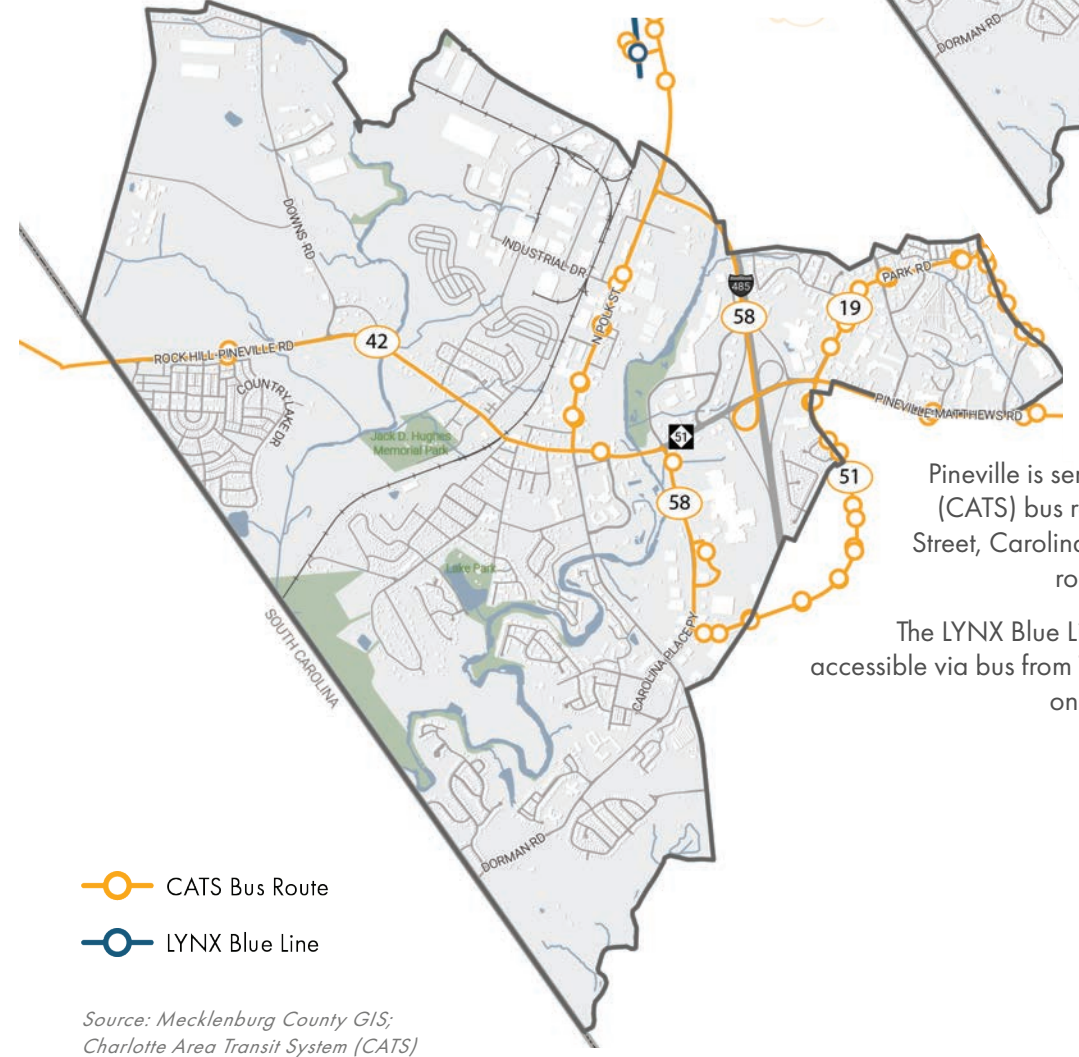 DORMAN RD
DOWNS RD
INDUSTRIAL DR
N POLK ST
485
58
19
PARK RD
42
ROCK HILL-PINEVILLE RD
COUNTRY LAKE DR
PINEVILLE-MATTHEWS RD
Jack D. Hughes
Memorial Park
51
51
58
Pineville is
(CATS) bus
Street,
The LYNX Blue
accessible via bus from
on
Lake Park
SOUTH CAROLINA
CAROLINA PLACE PY
DORMAN RD
CATS Bus Route
LYNX Blue Line
Source: Mecklenburg County GIS;
Charlotte Area Transit System (CATS)